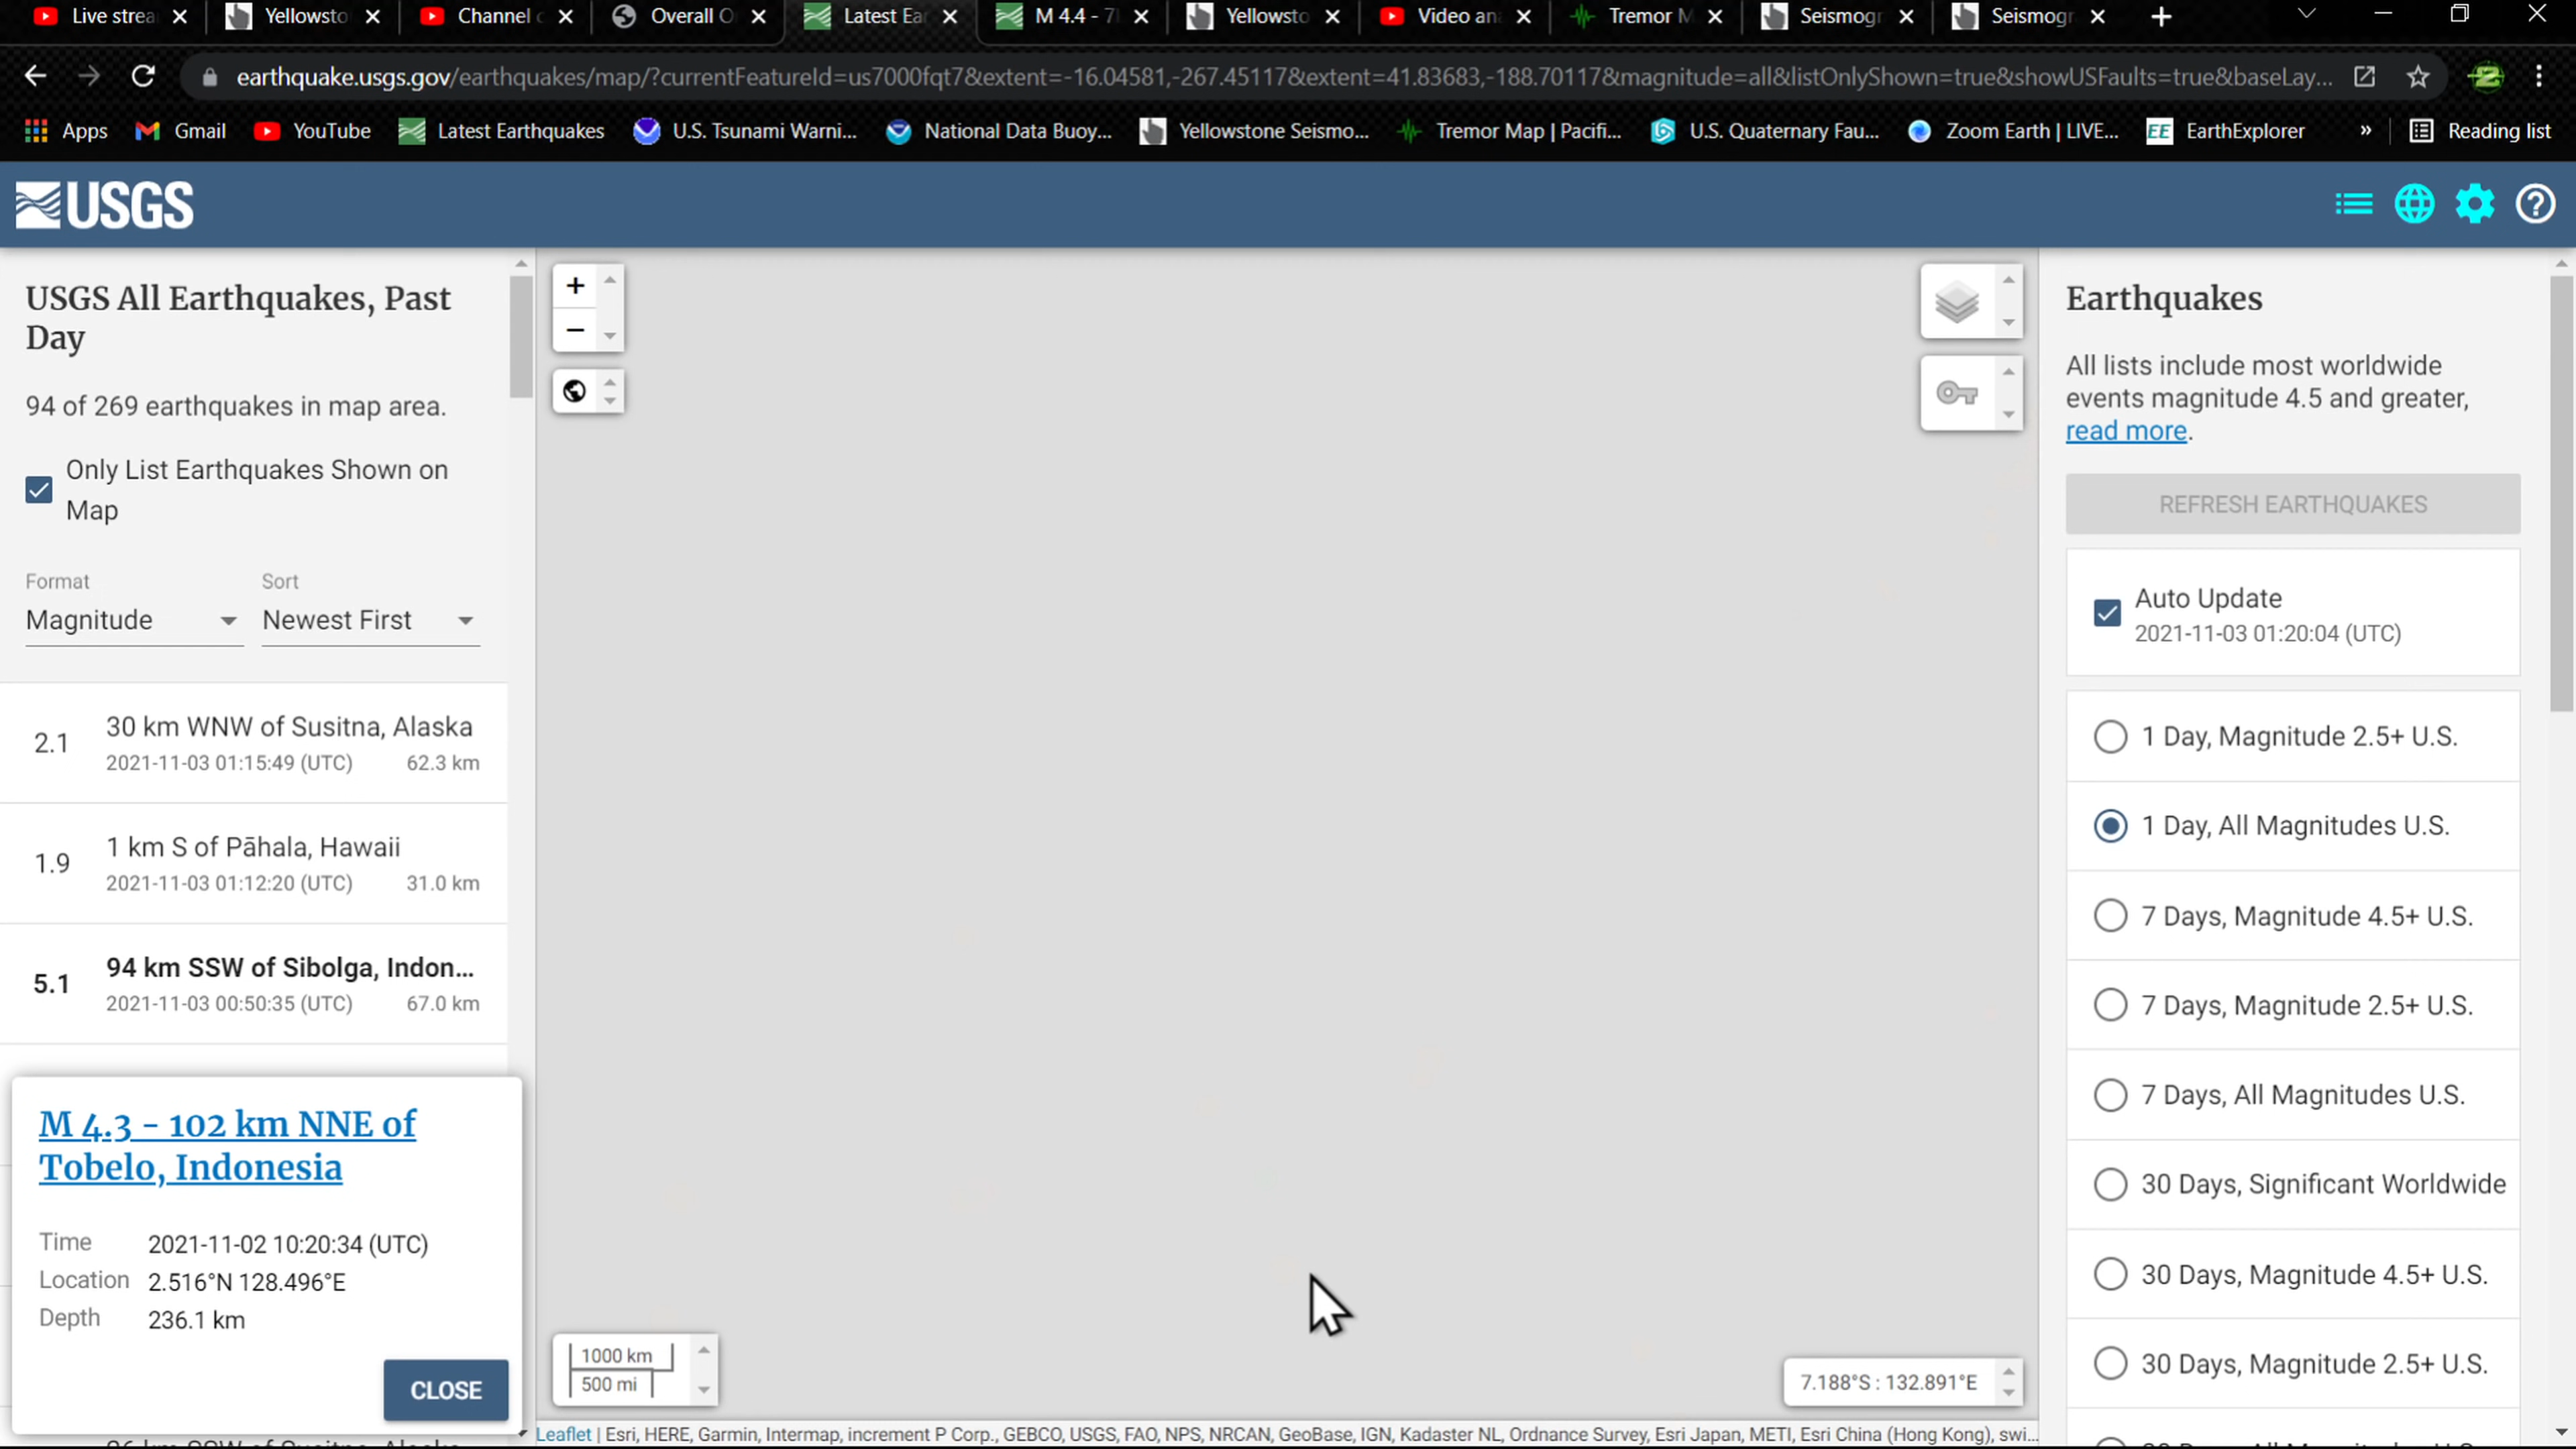 Live strea
Yellowsto
Channel
Overall O
Latest Ear
M 4.4 - 7
Yellowsto
Video an
Tremor M
Seismogr
Seismogr
earthquake.usgs.gov/earthquakes/map/?currentFeatureId=us7000fqt7&extent=-16.04581,-267.45117&extent=41.83683,-188.70117&magnitude=all&listOnlyShown=true&showUSFaults=true&baseLay...
Apps
Gmail
YouTube
Latest Earthquakes
U.S. Tsunami Warni...
National Data Buoy...
Yellowstone Seismo...
Tremor Map | Pacifi...
U.S. Quaternary Fau...
Zoom Earth | LIVE...
EE EarthExplorer
»
Reading list
USGS
USGS All Earthquakes, Past
Day
94 of 269 earthquakes in map area.
Only List Earthquakes Shown on
Map
Format
Sort
Magnitude
Newest First
2.1
30 km WNW of Susitna, Alaska
2021-11-03 01:15:49 (UTC) 62.3 km
1.9
1 km S of Pāhala, Hawaii
2021-11-03 01:12:20 (UTC) 31.0 km
5.1
94 km SSW of Sibolga, Indon...
2021-11-03 00:50:35 (UTC) 67.0 km
M 4.3 - 102 km NNE of
Tobelo, Indonesia
Time 2021-11-02 10:20:34 (UTC)
Location 2.516°N 128.496°E
Depth 236.1 km
CLOSE
+
−
1000 km
500 mi
7.188°S : 132.891°E
Leaflet | Esri, HERE, Garmin, Intermap, increment P Corp., GEBCO, USGS, FAO, NPS, NRCAN, GeoBase, IGN, Kadaster NL, Ordnance Survey, Esri Japan, METI, Esri China (Hong Kong), swi...
Earthquakes
All lists include most worldwide
events magnitude 4.5 and greater,
read more.
REFRESH EARTHQUAKES
Auto Update
2021-11-03 01:20:04 (UTC)
1 Day, Magnitude 2.5+ U.S.
1 Day, All Magnitudes U.S.
7 Days, Magnitude 4.5+ U.S.
7 Days, Magnitude 2.5+ U.S.
7 Days, All Magnitudes U.S.
30 Days, Significant Worldwide
30 Days, Magnitude 4.5+ U.S.
30 Days, Magnitude 2.5+ U.S.